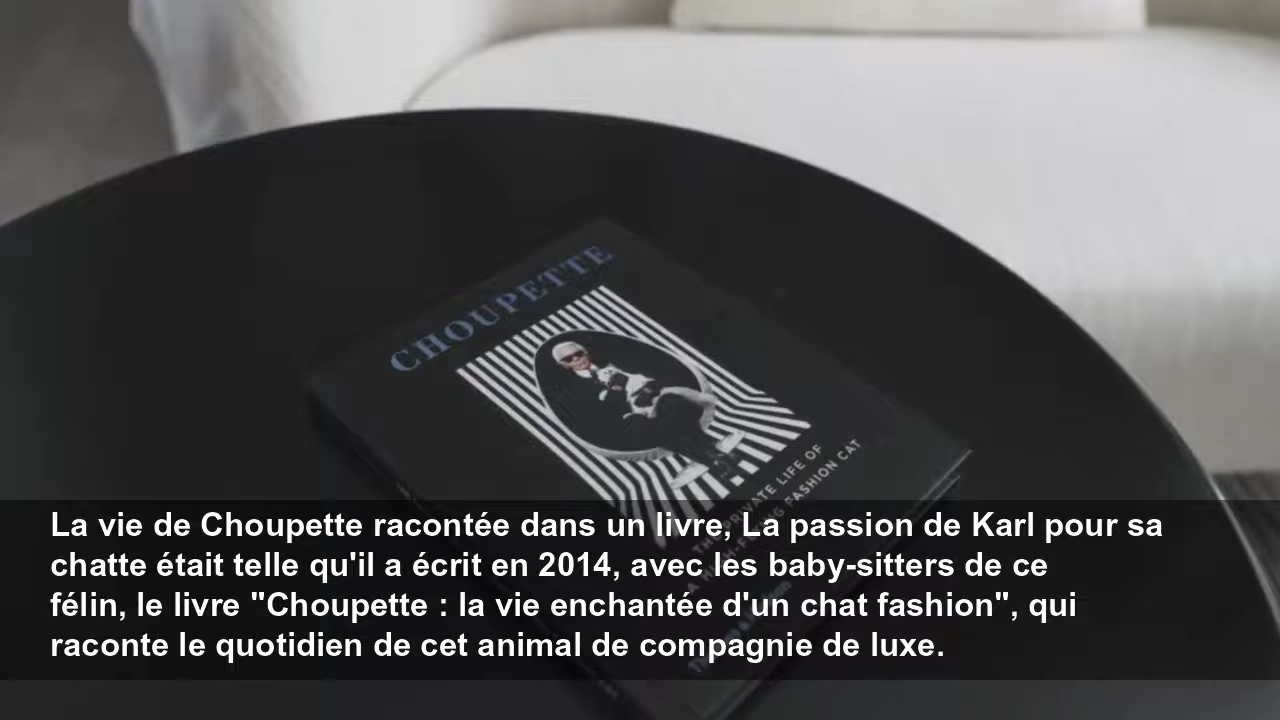 CHOUPETTE
THE PRIVATE LIFE OF
A HIGH-FLYING FASHION CAT
La vie de Choupette racontée dans un livre, La passion de Karl pour sa
chatte était telle qu'il a écrit en 2014, avec les baby-sitters de ce
félin, le livre "Choupette : la vie enchantée d'un chat fashion", qui
raconte le quotidien de cet animal de compagnie de luxe.